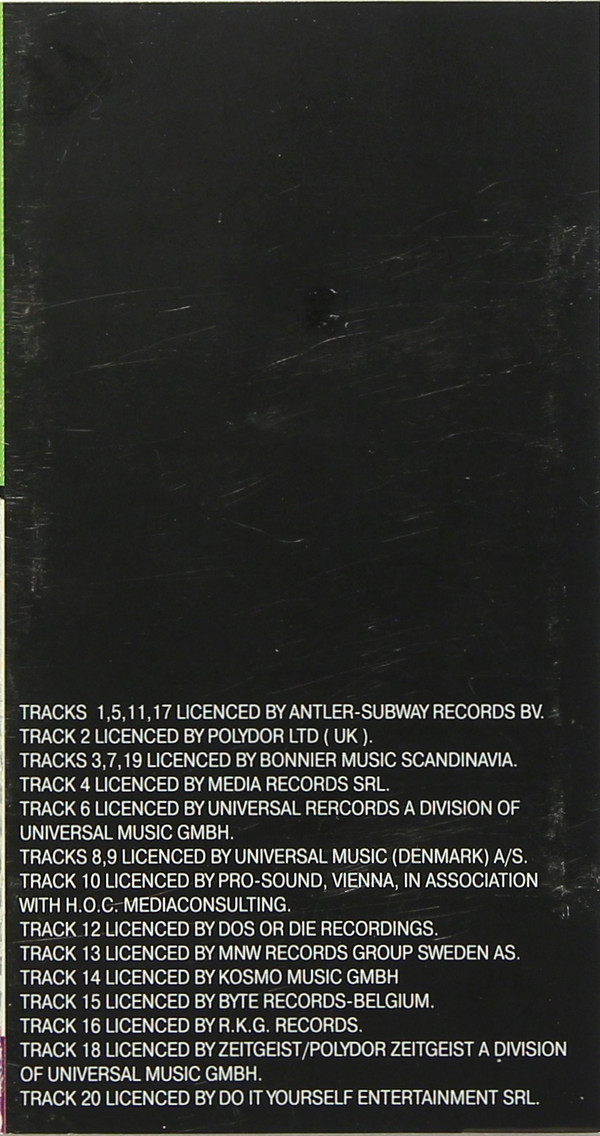 TRACKS 1,5,11,17 LICENCED BY ANTLER-SUBWAY RECORDS BV.
TRACK 2 LICENCED BY POLYDOR LTD ( UK ).
TRACKS 3,7,19 LICENCED BY BONNIER MUSIC SCANDINAVIA.
TRACK 4 LICENCED BY MEDIA RECORDS SRL.
TRACK 6 LICENCED BY UNIVERSAL RERCORDS A DIVISION OF
UNIVERSAL MUSIC GMBH.
TRACKS 8,9 LICENCED BY UNIVERSAL MUSIC (DENMARK) A/S.
TRACK 10 LICENCED BY PRO-SOUND, VIENNA, IN ASSOCIATION
WITH H.O.C. MEDIACONSULTING.
TRACK 12 LICENCED BY DOS OR DIE RECORDINGS.
TRACK 13 LICENCED BY MNW RECORDS GROUP SWEDEN AS.
TRACK 14 LICENCED BY KOSMO MUSIC GMBH
TRACK 15 LICENCED BY BYTE RECORDS-BELGIUM.
TRACK 16 LICENCED BY R.K.G. RECORDS.
TRACK 18 LICENCED BY ZEITGEIST/POLYDOR ZEITGEIST A DIVISION
OF UNIVERSAL MUSIC GMBH.
TRACK 20 LICENCED BY DO IT YOURSELF ENTERTAINMENT SRL.